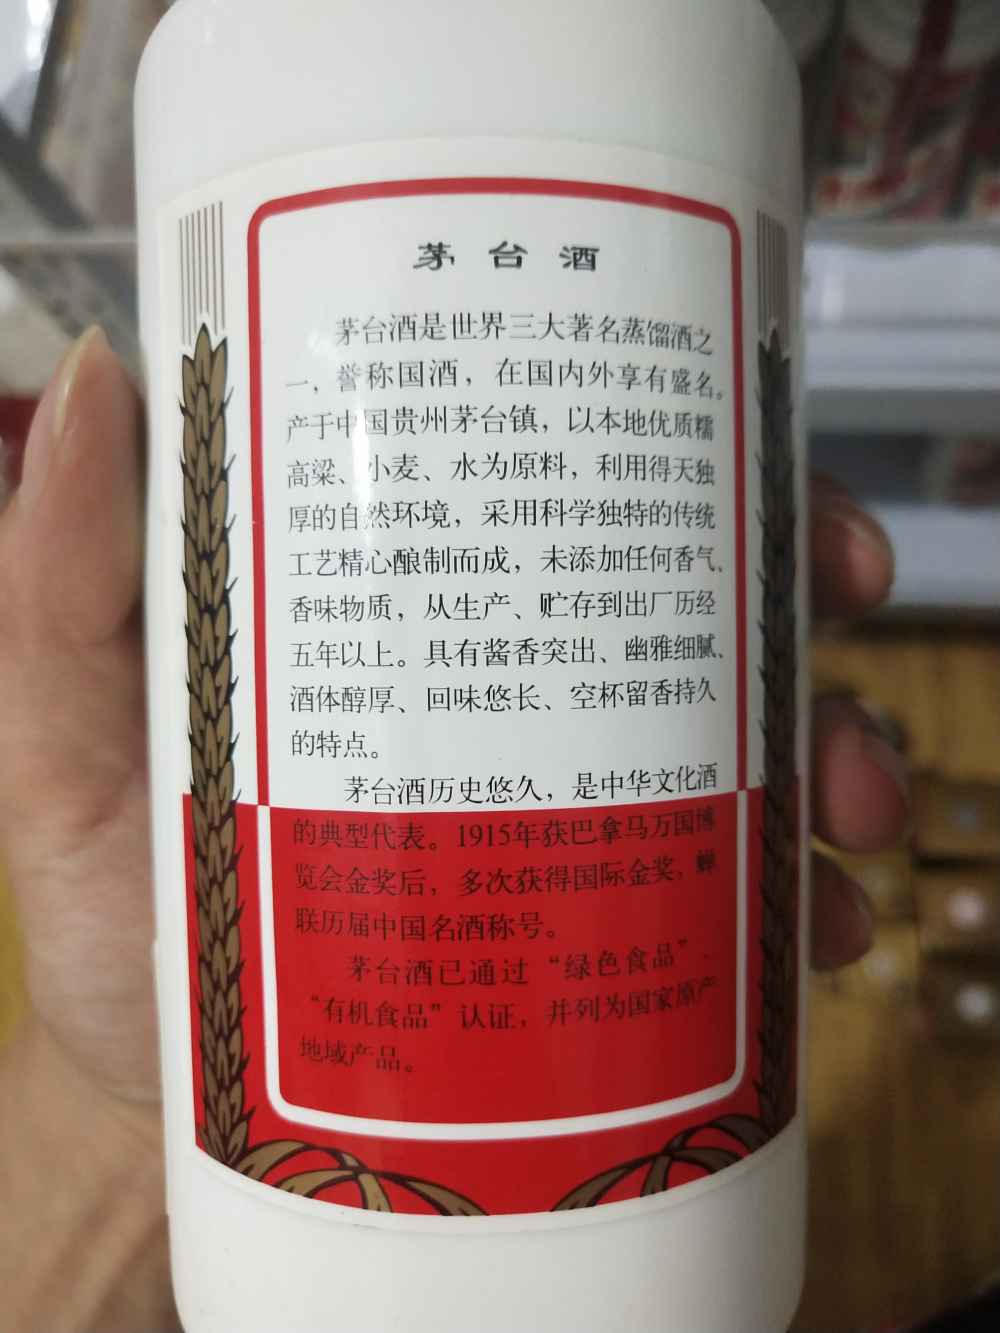 茅台酒
茅台酒是世界三大著名蒸馏酒之
一，誉称国酒，在国内外享有盛名。
产于中国贵州茅台镇，以本地优质糯
高粱、小麦、水为原料，利用得天独
厚的自然环境，采用科学独特的传统
工艺精心酿制而成，未添加任何香气、
香味物质，从生产、贮存到出厂历经
五年以上。具有酱香突出、幽雅细腻、
酒体醇厚、回味悠长、空杯留香持久
的特点。
茅台酒历史悠久，是中华文化酒
的典型代表。1915年获巴拿马万国博
览会金奖后，多次获得国际金奖，蝉
联历届中国名酒称号。
茅台酒已通过“绿色食品”、
“有机食品”认证，并列为国家原产
地域产品。